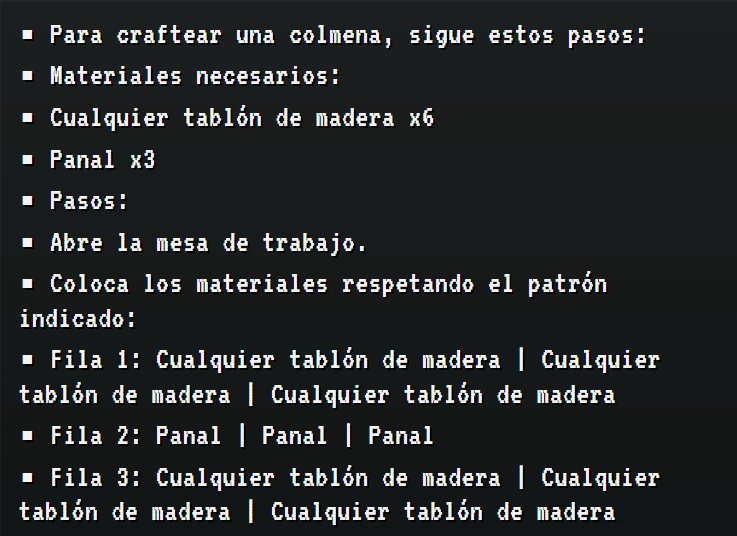 ▪ Para craftear una colmena, sigue estos pasos:
▪ Materiales necesarios:
▪ Cualquier tablón de madera x6
▪ Panal x3
▪ Pasos:
▪ Abre la mesa de trabajo.
▪ Coloca los materiales respetando el patrón
indicado:
▪ Fila 1: Cualquier tablón de madera | Cualquier
tablón de madera | Cualquier tablón de madera
▪ Fila 2: Panal | Panal | Panal
▪ Fila 3: Cualquier tablón de madera | Cualquier
tablón de madera | Cualquier tablón de madera